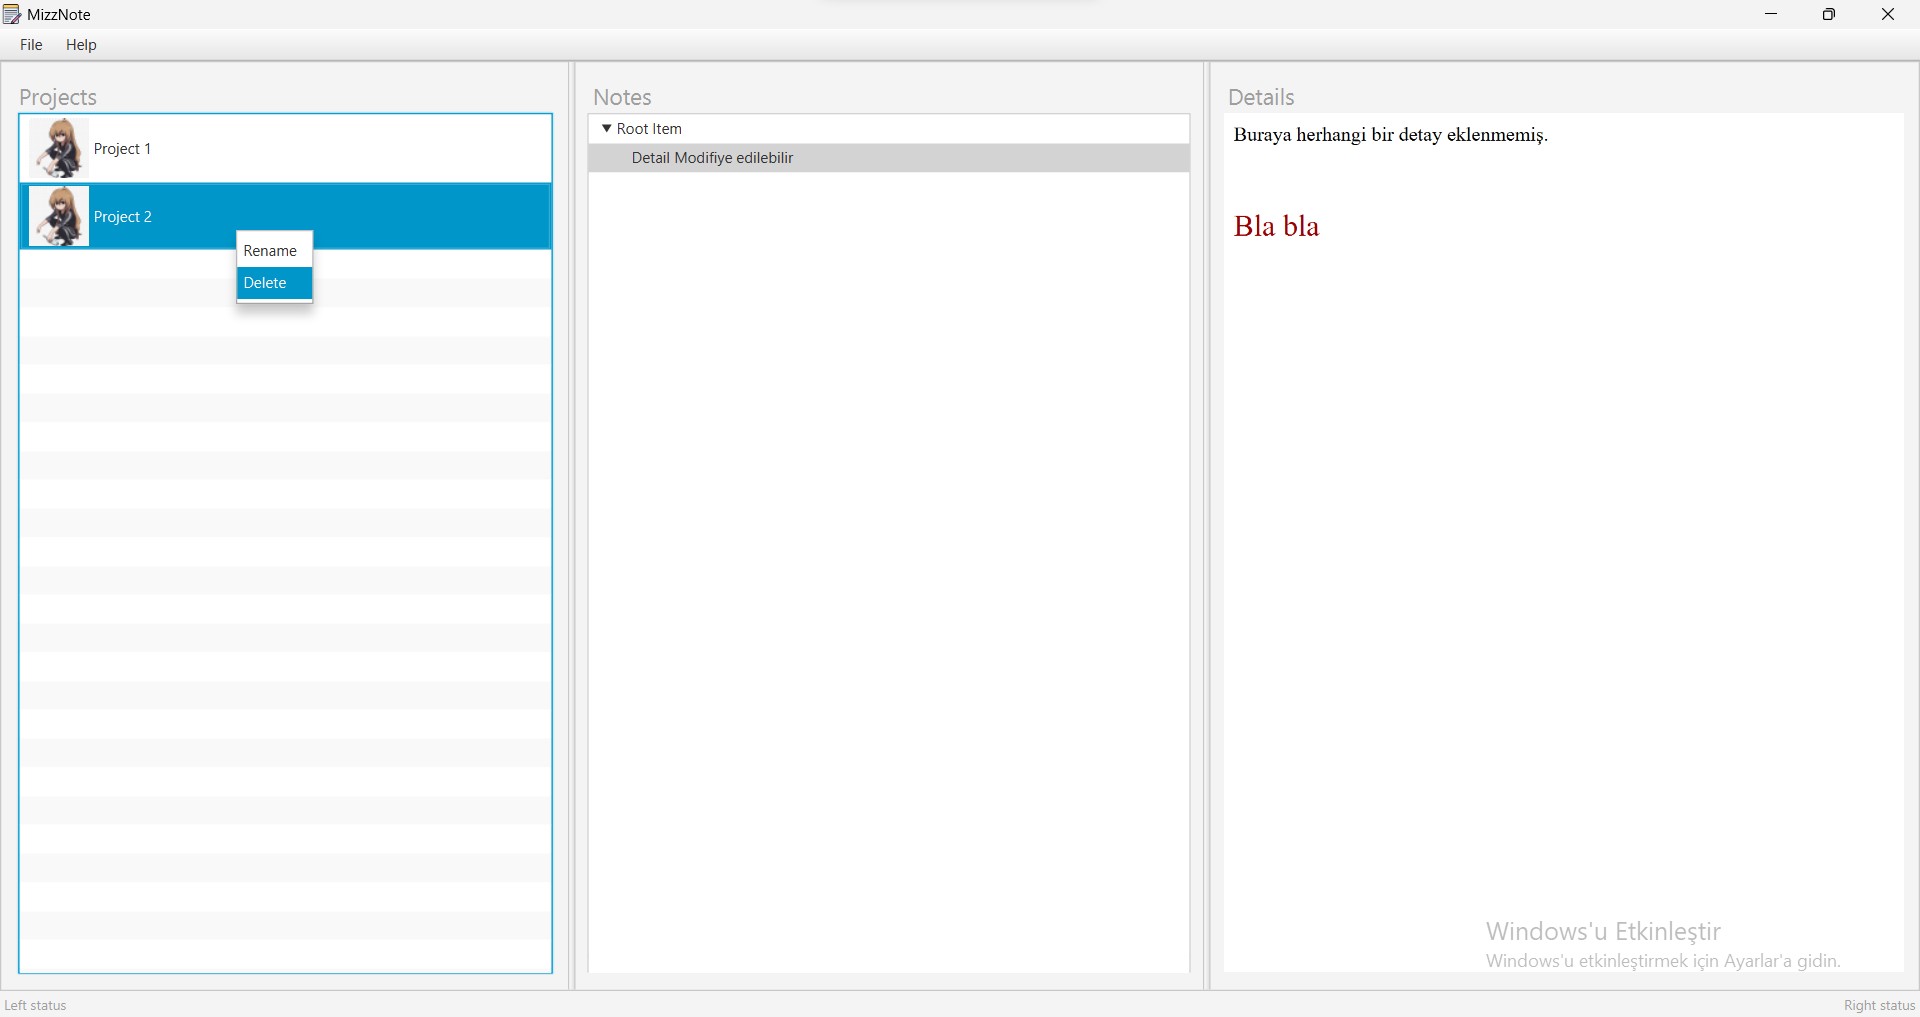 MizzNote
File Help
Projects
Project 1
Project 2
Rename
Delete
Notes
Root Item
Detail Modifiye edilebilir
Details
Buraya herhangi bir detay eklenmemiş.
Bla bla
Windows'u Etkinleştir
Windows'u etkinleştirmek için Ayarlar'a gidin.
Left status
Right status